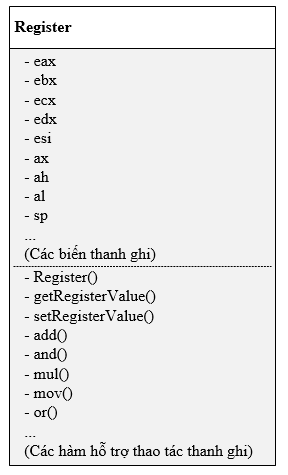 Register
- eax
- ebx
- ecx
- edx
- esi
- ax
- ah
- al
- sp
...
(Các biến thanh ghi)
- Register()
- getRegisterValue()
- setRegisterValue()
- add()
- and()
- mul()
- mov()
- or()
...
(Các hàm hỗ trợ thao tác thanh ghi)